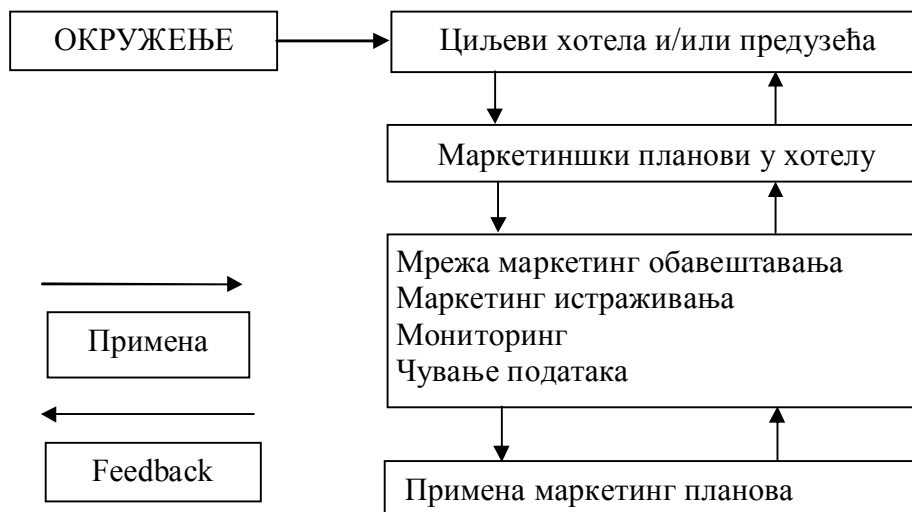 ОКРУЖЕЊЕ
Циљеви хотела и/или предузећа
Маркетиншки планови у хотелу
Мрежа маркетинг обавештавања
Маркетинг истраживања
Мониторинг
Чување података
Примена
Feedback
Примена маркетинг планова